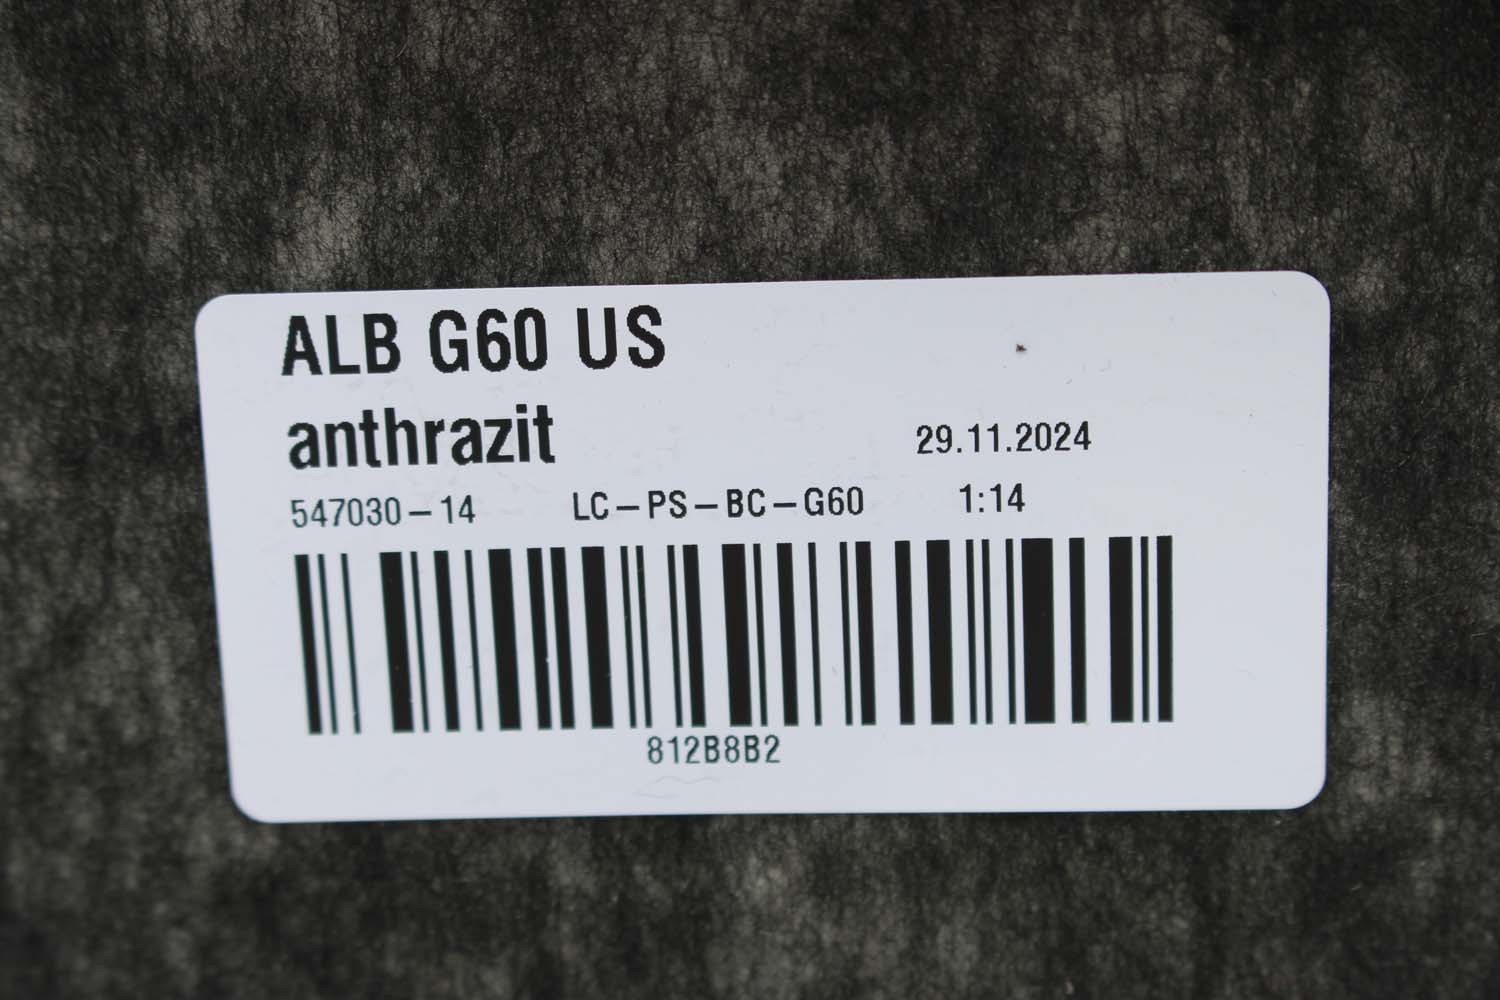 ALB G60 US
anthrazit
29.11.2024
547030-14 LC-PS-BC-G60 1:14
812B8B2